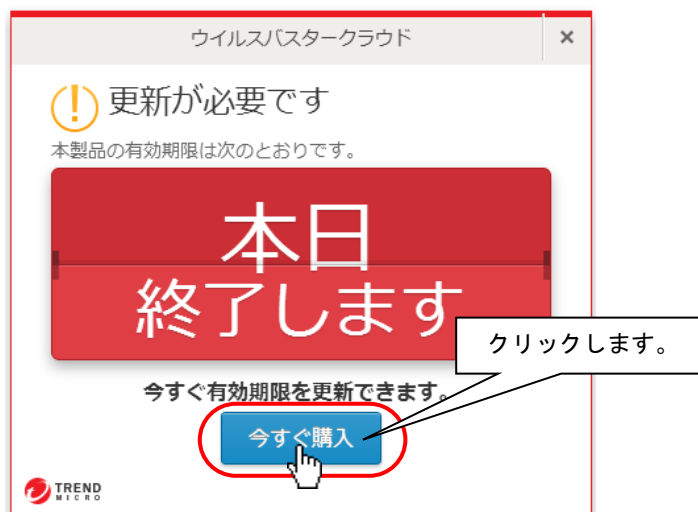 ウイルスバスタークラウド
×
更新が必要です
本製品の有効期限は次のとおりです。
本日
終了します
クリックします。
今すぐ有効期限を更新できます。
今すぐ購入
TREND
MICRO